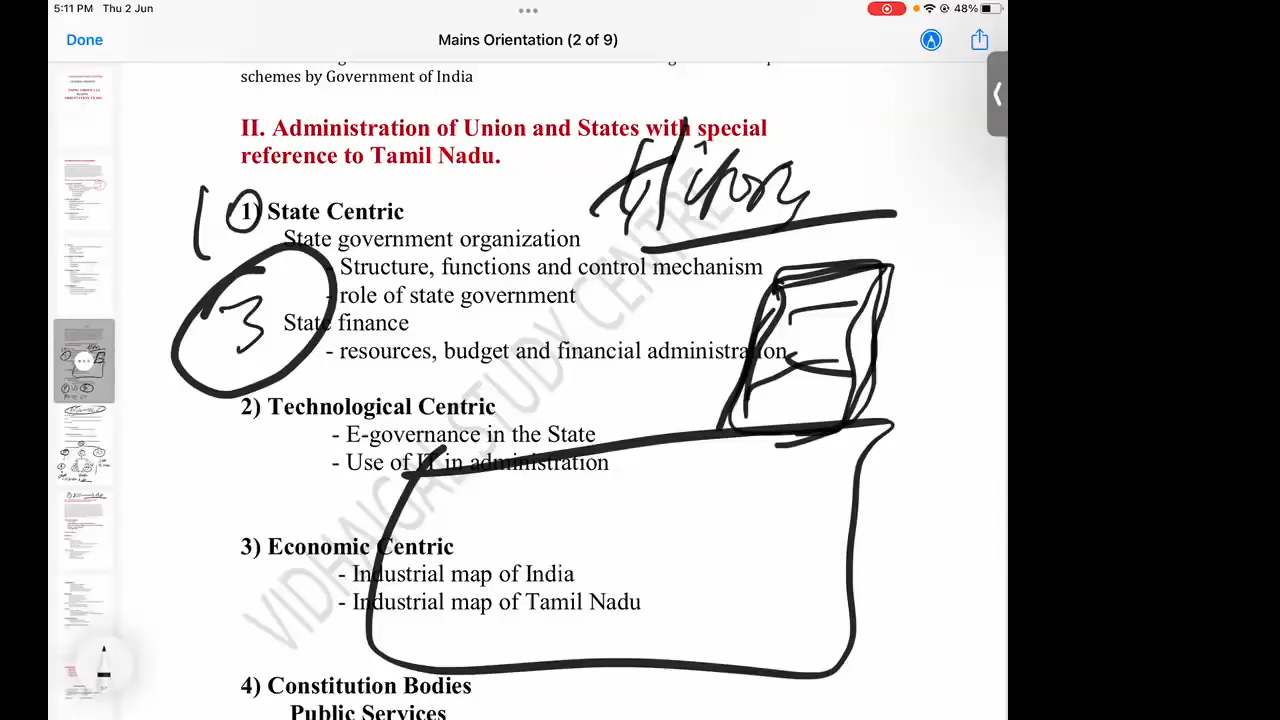 5:11 PM Thu 2 Jun
48%
Done
Mains Orientation (2 of 9)
schemes by Government of India
II. Administration of Union and States with special
reference to Tamil Nadu.
10
1) State Centric
State government organization
- Structure, functions and control mechanism
- role of state government
3
State finance
- resources, budget and financial administration
2) Technological Centric
- E-governance in the State
- Use of IT in administration
3) Economic Centric
- Industrial map of India
- Industrial map of Tamil Nadu
4) Constitution Bodies
Public Services
VIDHVAGAN STUDY CENTRE